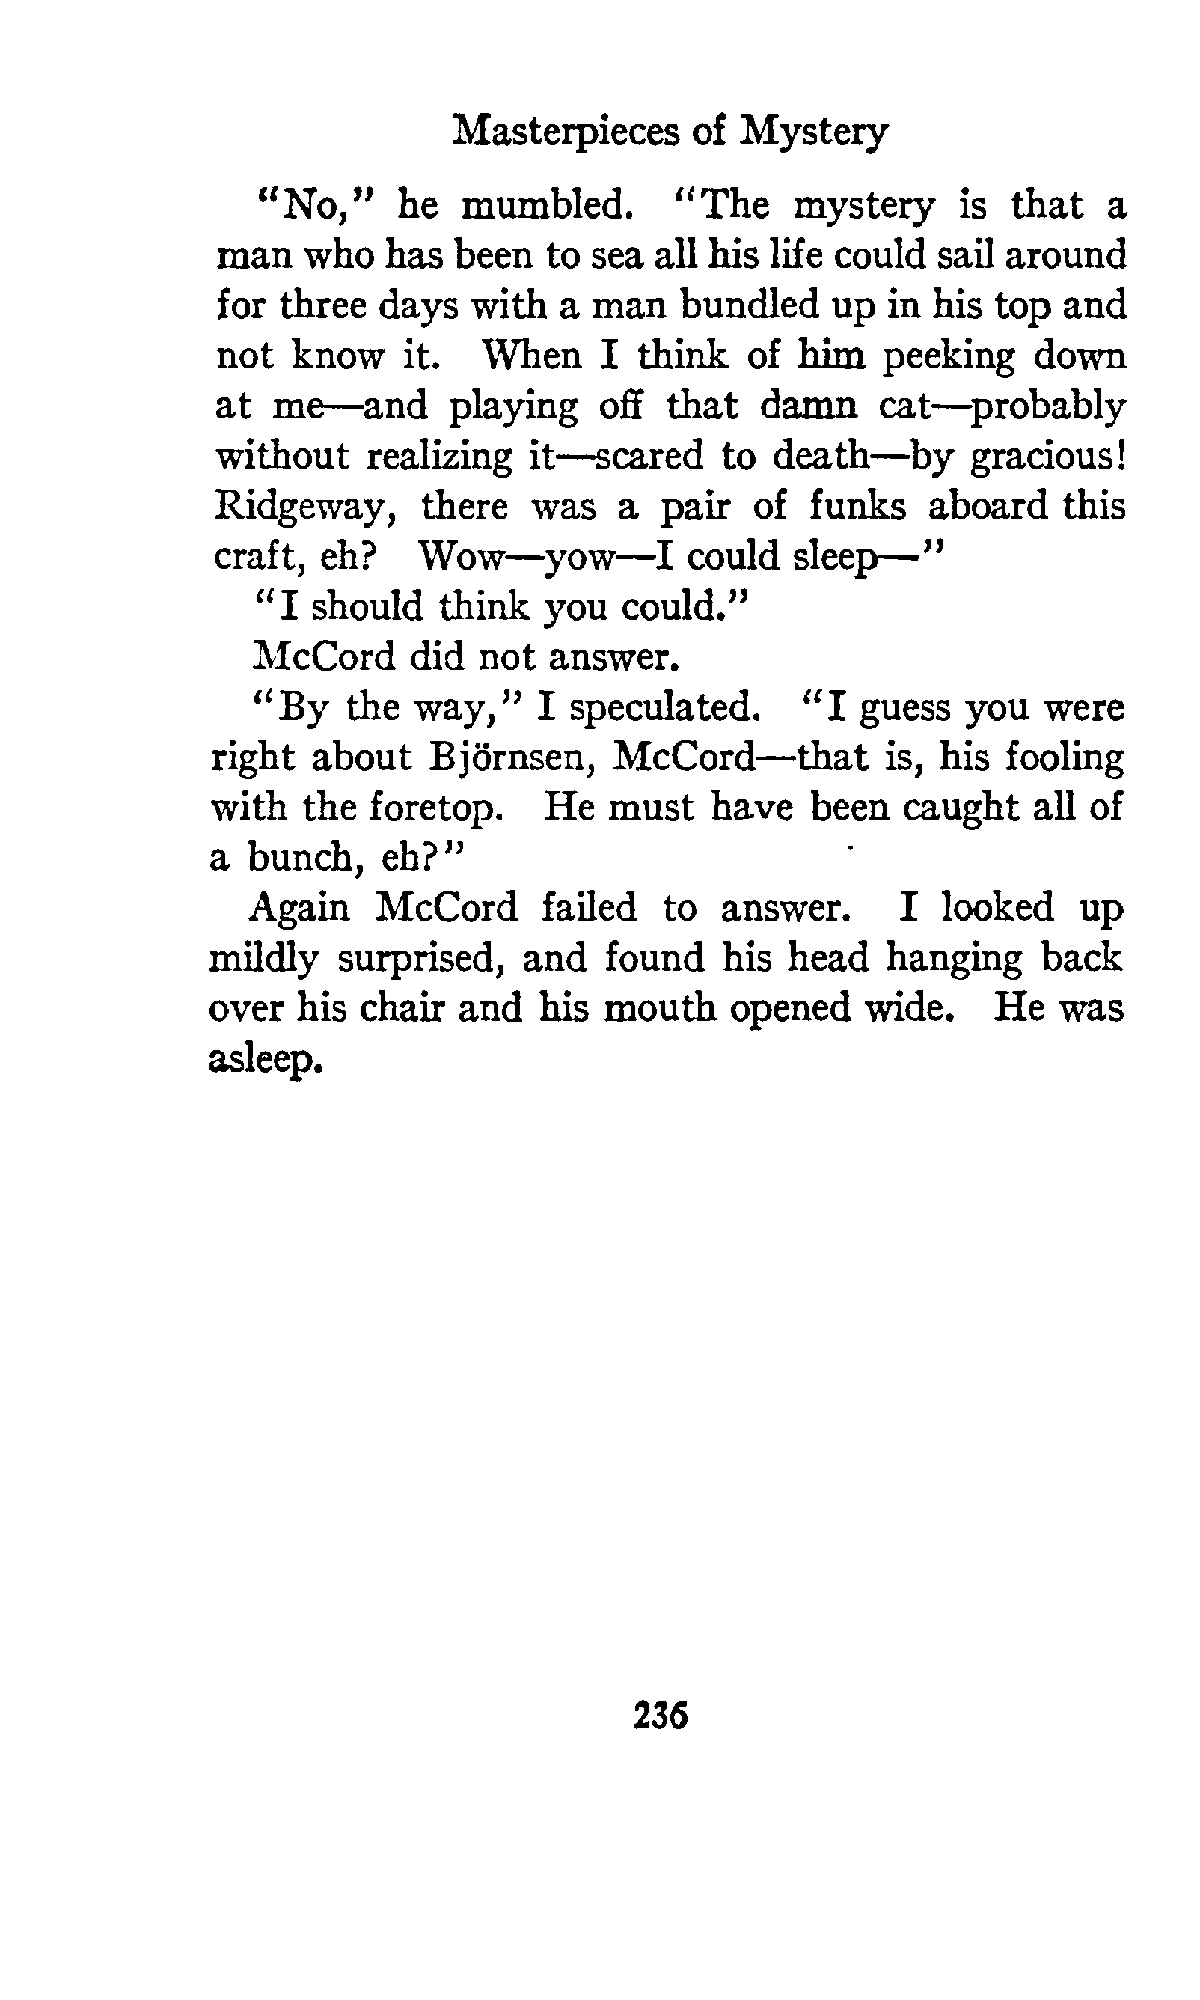 Masterpieces of Mystery
“No,” he mumbled. “The mystery is that a
man who has been to sea all his life could sail around
for three days with a man bundled up in his top and
not know it. When I think of him peeking down
at me—and playing off that damn cat—probably
without realizing it—scared to death—by gracious!
Ridgeway, there was a pair of funks aboard this
craft, eh? Wow—yow—I could sleep—”
“I should think you could.”
McCord did not answer.
“By the way,” I speculated. “I guess you were
right about Björnsen, McCord—that is, his fooling
with the foretop. He must have been caught all of
a bunch, eh?”
Again McCord failed to answer. I looked up
mildly surprised, and found his head hanging back
over his chair and his mouth opened wide. He was
asleep.
236